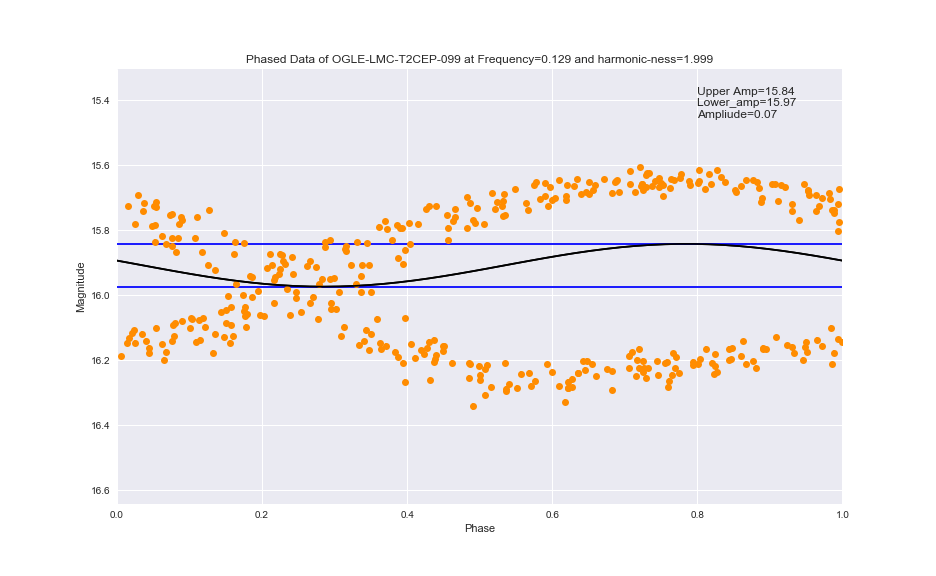 Phased Data of OGLE-LMC-T2CEP-099 at Frequency=0.129 and harmonic-ness=1.999
Upper Amp=15.84
Lower_amp=15.97
Ampliude=0.07
15.4
15.6
15.8
16.0
16.2
16.4
16.6
Magnitude
0.0
0.2
0.4
0.6
0.8
1.0
Phase